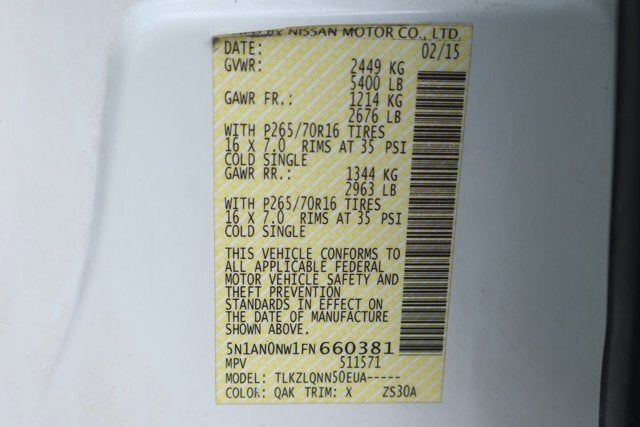 BY NISSAN MOTOR CO., LTD.
DATE: 02/15
GVWR: 2449 KG
5400 LB
GAWR FR.: 1214 KG
2676 LB
WITH P265/70R16 TIRES
16 X 7.0 RIMS AT 35 PSI
COLD SINGLE
GAWR RR.: 1344 KG
2963 LB
WITH P265/70R16 TIRES
16 X 7.0 RIMS AT 35 PSI
COLD SINGLE
THIS VEHICLE CONFORMS TO
ALL APPLICABLE FEDERAL
MOTOR VEHICLE SAFETY AND
THEFT PREVENTION
STANDARDS IN EFFECT ON
THE DATE OF MANUFACTURE
SHOWN ABOVE.
5N1AN0NW1FN660381
MPV 511571
MODEL: TLKZLQNN50EUA-----
COLOR: QAK TRIM: X ZS30A